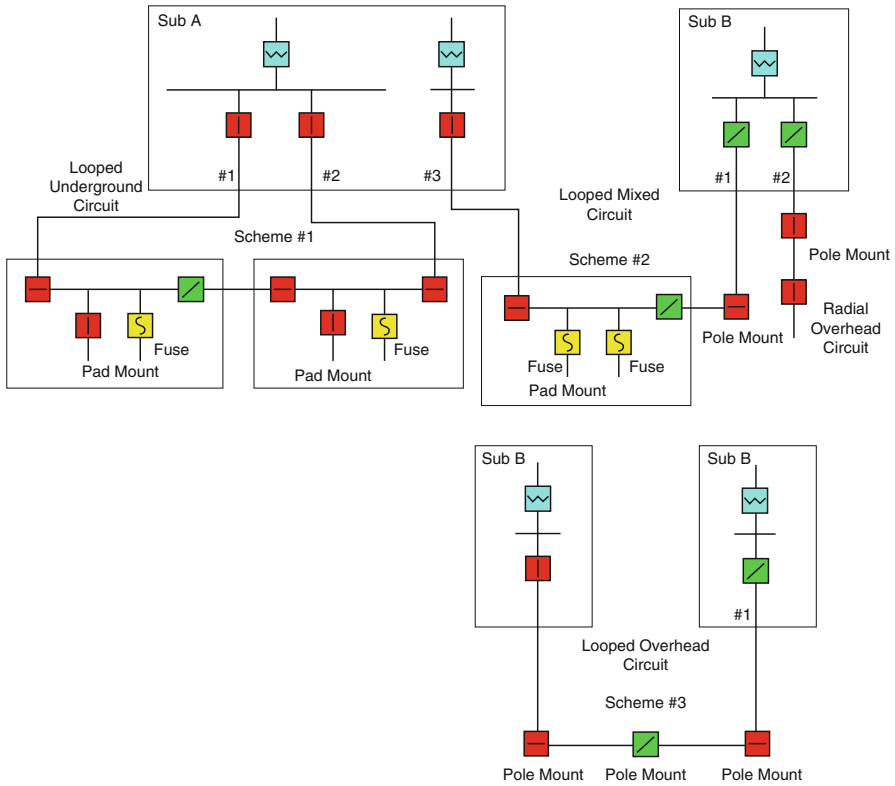 Sub A
Sub B
#1
#2
#3
#1
#2
Looped
Underground
Circuit
Scheme #1
Looped Mixed
Circuit
Scheme #2
Pole Mount
Radial
Overhead
Circuit
Fuse
Pad Mount
Fuse
Pad Mount
Fuse
Fuse
Pad Mount
Pole Mount
Sub B
Sub B
#1
Looped Overhead
Circuit
Scheme #3
Pole Mount
Pole Mount
Pole Mount